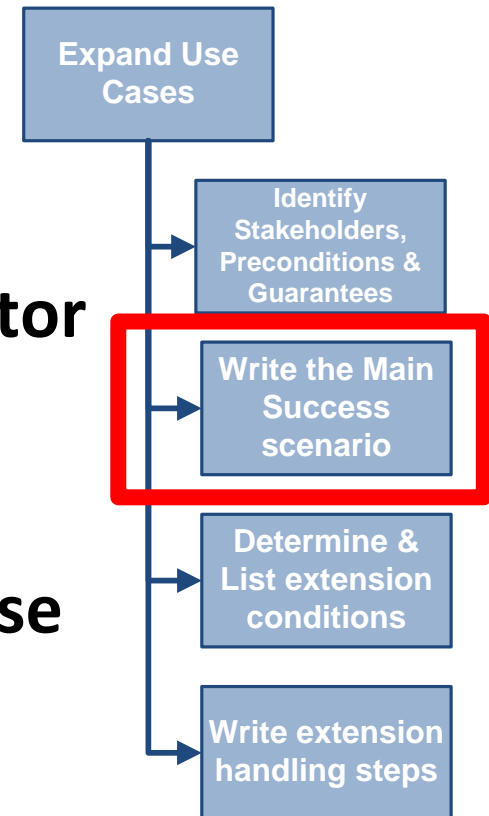 Expand Use
Cases
Identify
Stakeholders,
Preconditions &
Guarantees
tor
Write the Main
Success
scenario
Determine &
List extension
conditions
se
Write extension
handling steps